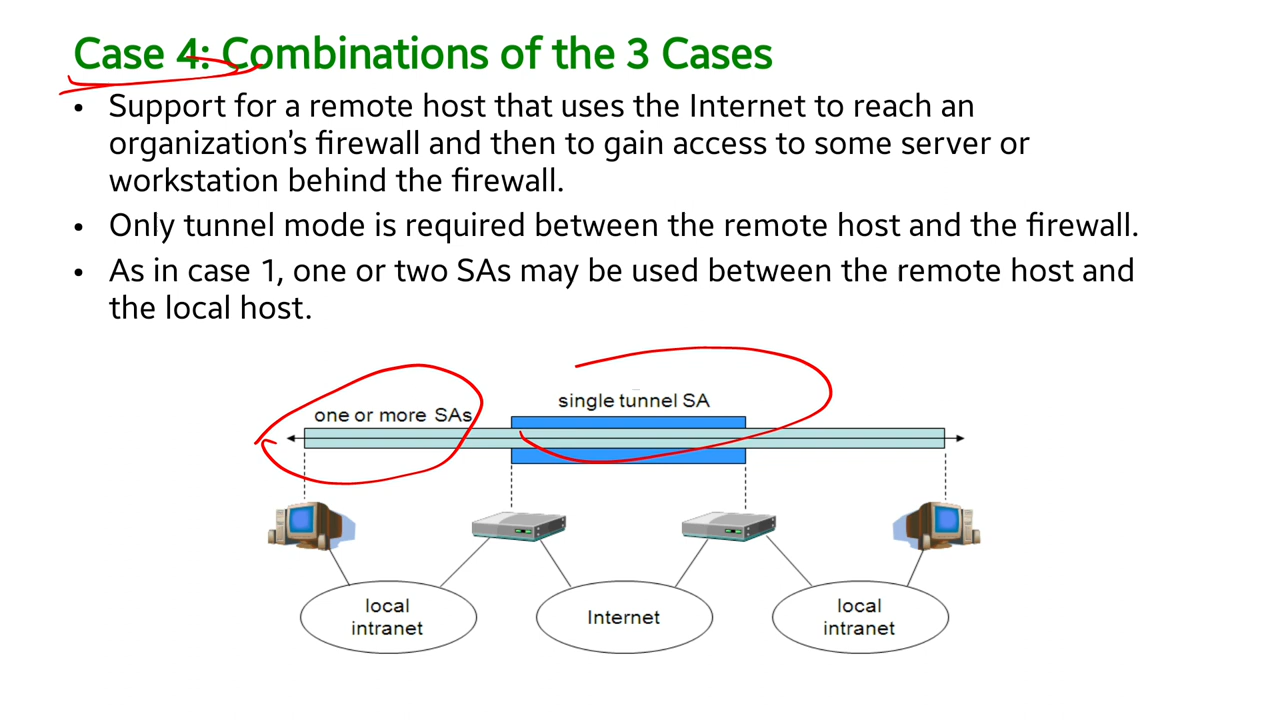 Case 4: Combinations of the 3 Cases
• Support for a remote host that uses the Internet to reach an
organization's firewall and then to gain access to some server or
workstation behind the firewall.
• Only tunnel mode is required between the remote host and the firewall.
• As in case 1, one or two SAs may be used between the remote host and
the local host.
single tunnel SA
one or more SAs
local
intranet
Internet
local
intranet